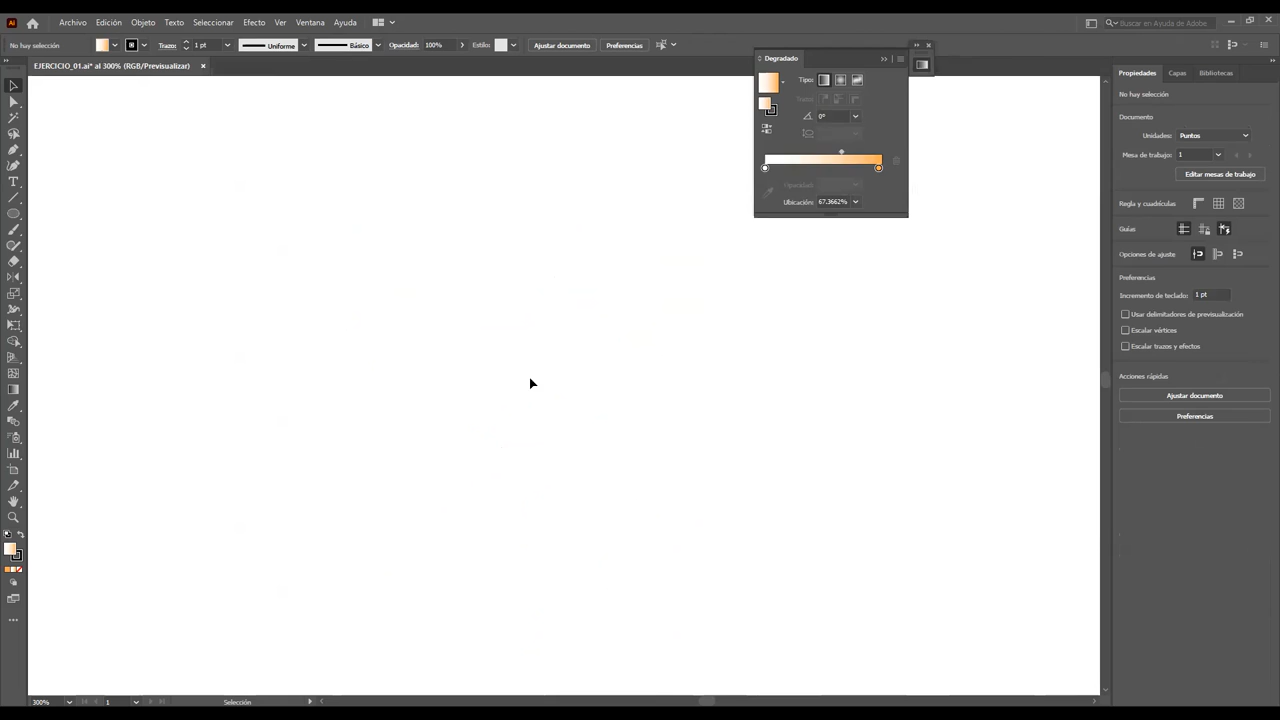 Ai Archivo Edición Objeto Texto Seleccionar Efecto Ver Ventana Ayuda Buscar en Ayuda de Adobe
No hay selección Trazo: 1 pt Uniforme Básico Opacidad: 100% Estilo: Ajustar documento Preferencias
EJERCICIO_01.ai* al 300% (RGB/Previsualizar) ×
Degradado
Tipo:
Trazo:
0°
Opacidad:
Ubicación: 67.3662%
Propiedades Capas Bibliotecas
No hay selección
Documento
Unidades: Puntos
Mesa de trabajo: 1
Editar mesas de trabajo
Regla y cuadrículas
Guías
Opciones de ajuste
Preferencias
Incremento de teclado: 1 pt
Usar delimitadores de previsualización
Escalar vértices
Escalar trazos y efectos
Acciones rápidas
Ajustar documento
Preferencias
300% 1 Selección